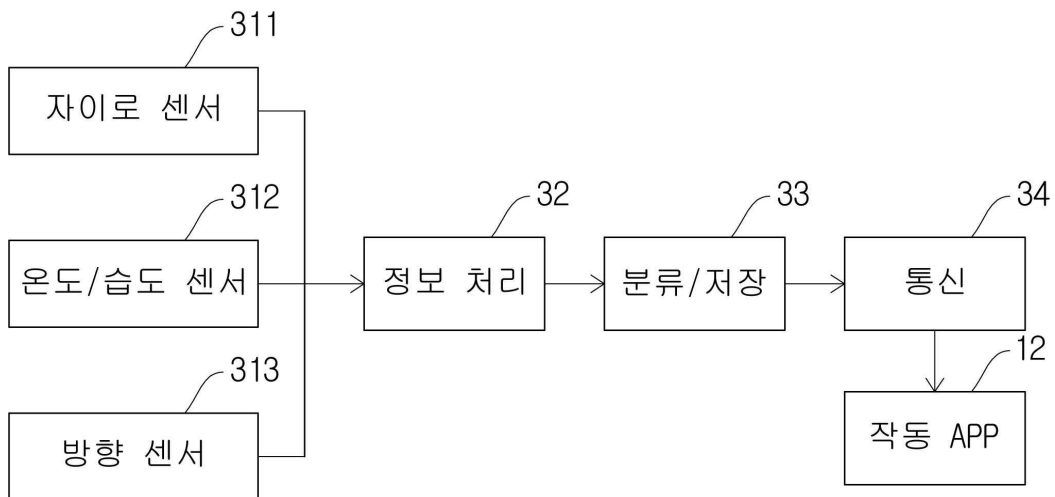 311
자이로 센서
312
온도/습도 센서
32
정보 처리
33
분류/저장
34
통신
313
방향 센서
12
작동 APP